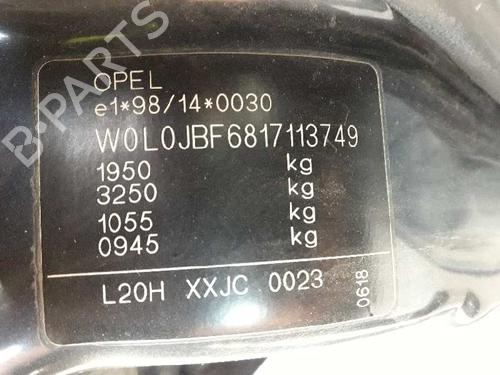 OPEL
e1*98/14*0030
W0L0JBF6817113749
1950 kg
3250 kg
1055 kg
0945 kg
L20H XXJC 0023
0618
B-PARTS